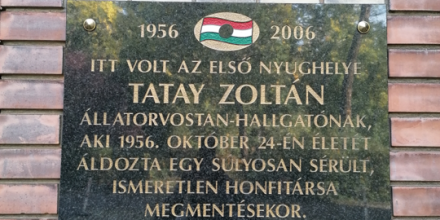 1956 2006
ITT VOLT AZ ELSŐ NYUGHELYE
TATAY ZOLTÁN
ÁLLATORVOSTAN-HALLGATÓNAK,
AKI 1956. OKTÓBER 24-ÉN ÉLETÉT
ÁLDOZTA EGY SÚLYOSAN SÉRÜLT,
ISMERETLEN HONFITÁRSA
MEGMENTÉSEKOR.